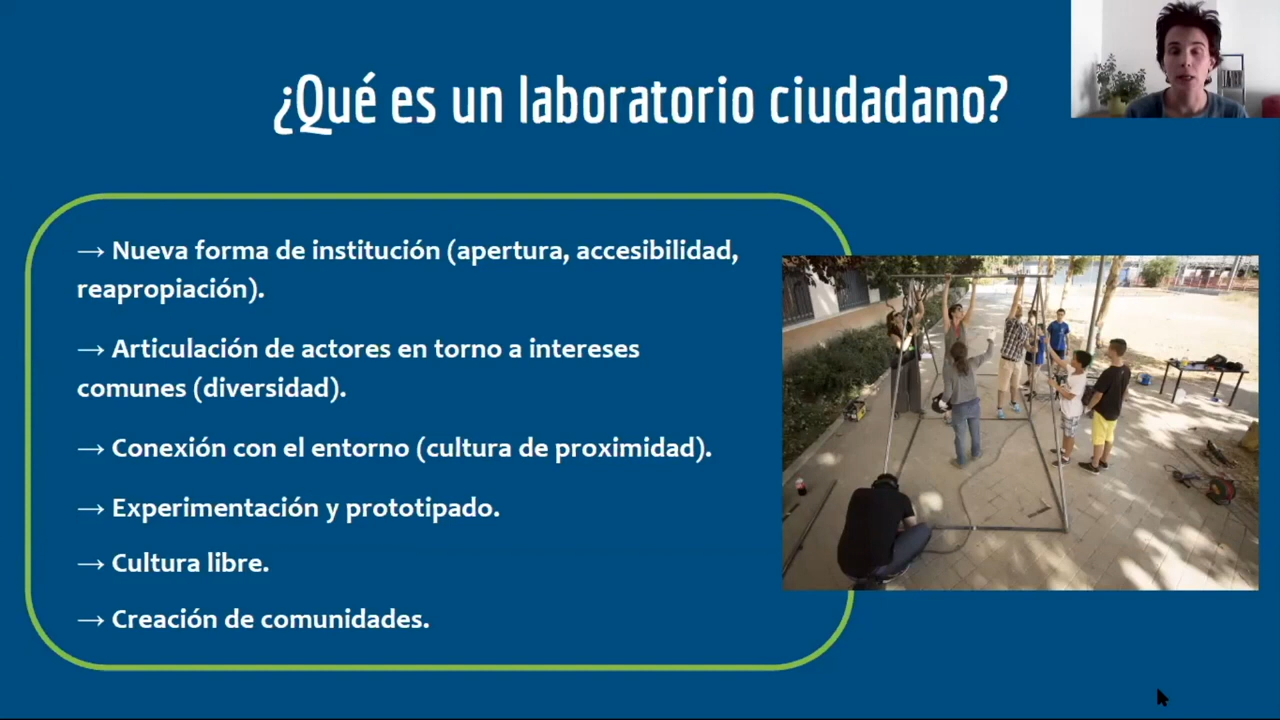 ¿Qué es un laboratorio ciudadano?
→ Nueva forma de institución (apertura, accesibilidad,
reapropiación).
→ Articulación de actores en torno a intereses
comunes (diversidad).
→ Conexión con el entorno (cultura de proximidad).
→ Experimentación y prototipado.
→ Cultura libre.
→ Creación de comunidades.